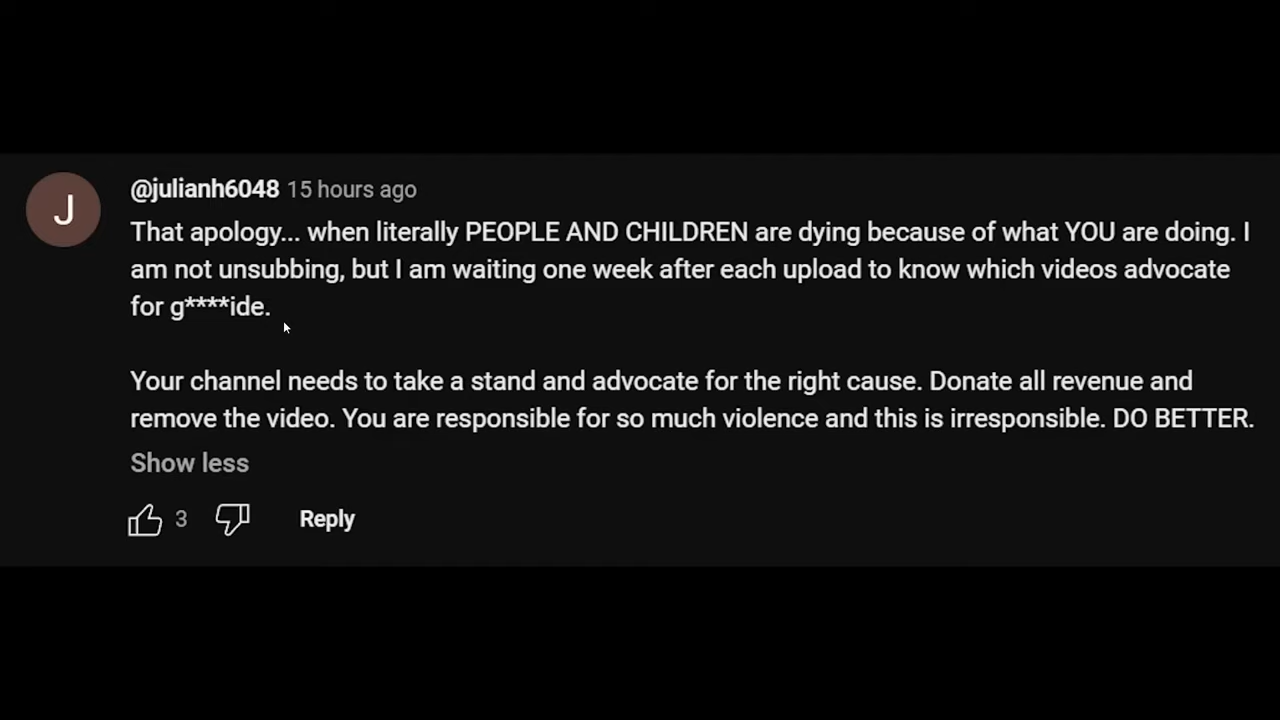 J
@julianh6048 15 hours ago
That apology... when literally PEOPLE AND CHILDREN are dying because of what YOU are doing. I
am not unsubbing, but I am waiting one week after each upload to know which videos advocate
for g****ide.
Your channel needs to take a stand and advocate for the right cause. Donate all revenue and
remove the video. You are responsible for so much violence and this is irresponsible. DO BETTER.
Show less
3 Reply